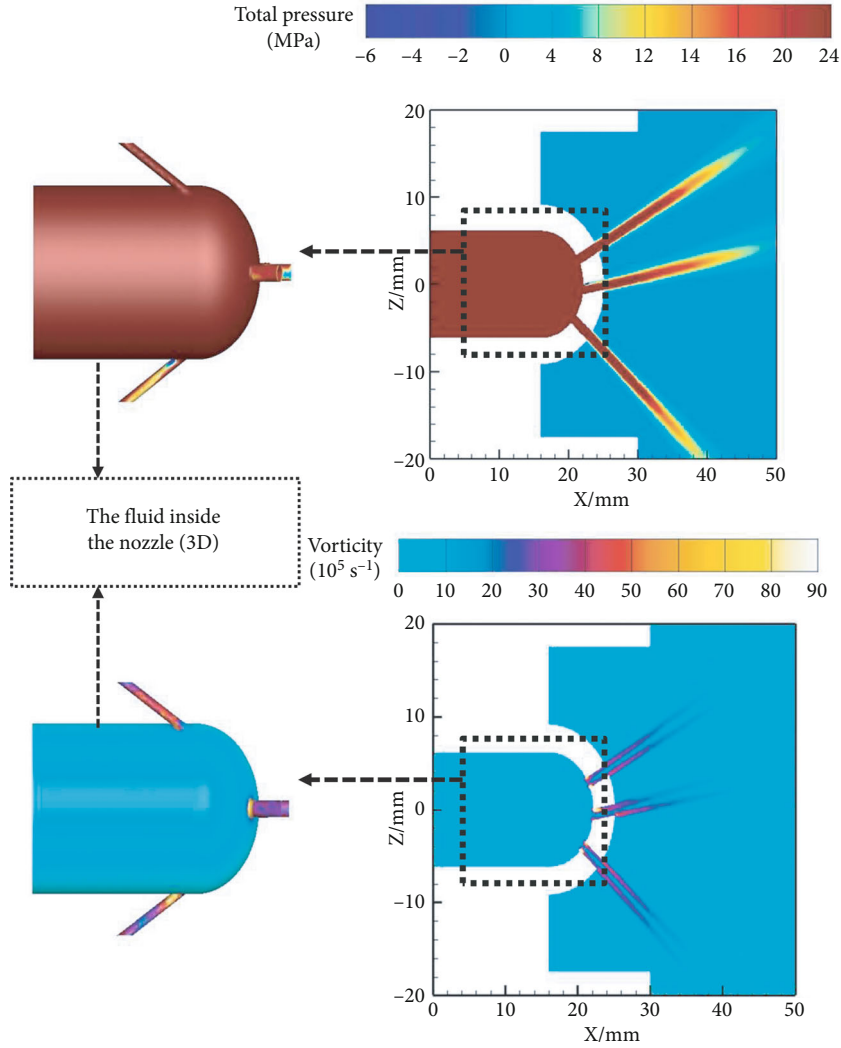 Total pressure
(MPa)
–6 –4 –2 0 4 8 12 14 16 20 24
20
10
0
–10
–20
Z/mm
0 10 20 30 40 50
X/mm
The fluid inside
the nozzle (3D)
Vorticity
(10⁵ s⁻¹)
0 10 20 30 40 50 60 70 80 90
20
10
0
–10
–20
Z/mm
0 10 20 30 40 50
X/mm